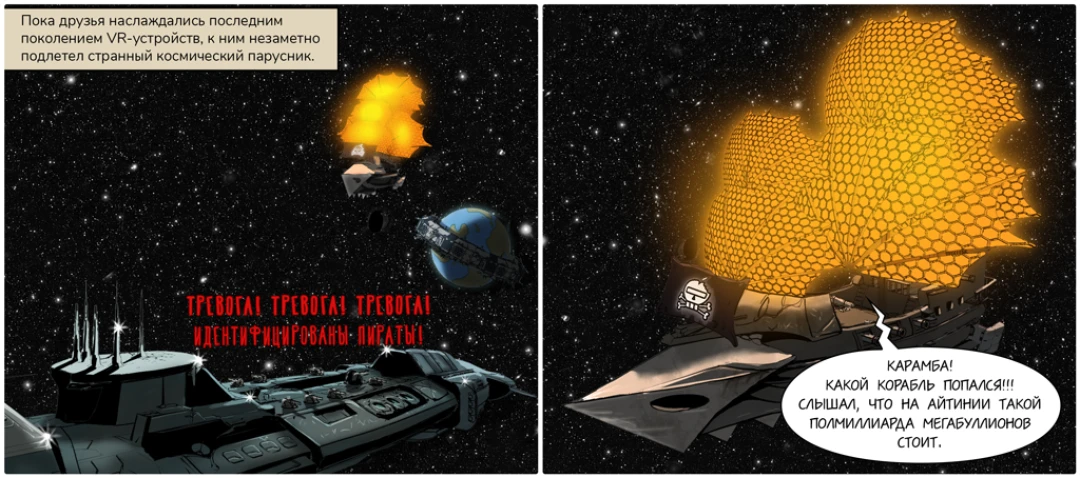 Пока друзья наслаждались последним
поколением VR-устройств, к ним незаметно
подлетел странный космический парусник.
ТРЕВОГА! ТРЕВОГА! ТРЕВОГА!
ИДЕНТИФИЦИРОВАНЫ ПИРАТЫ!
КАРАМБА!
КАКОЙ КОРАБЛЬ ПОПАЛСЯ!!!
СЛЫШАЛ, ЧТО НА АЙТИНИИ ТАКОЙ
ПОЛМИЛЛИАРДА МЕГАБУЛЛИОНОВ
СТОИТ.